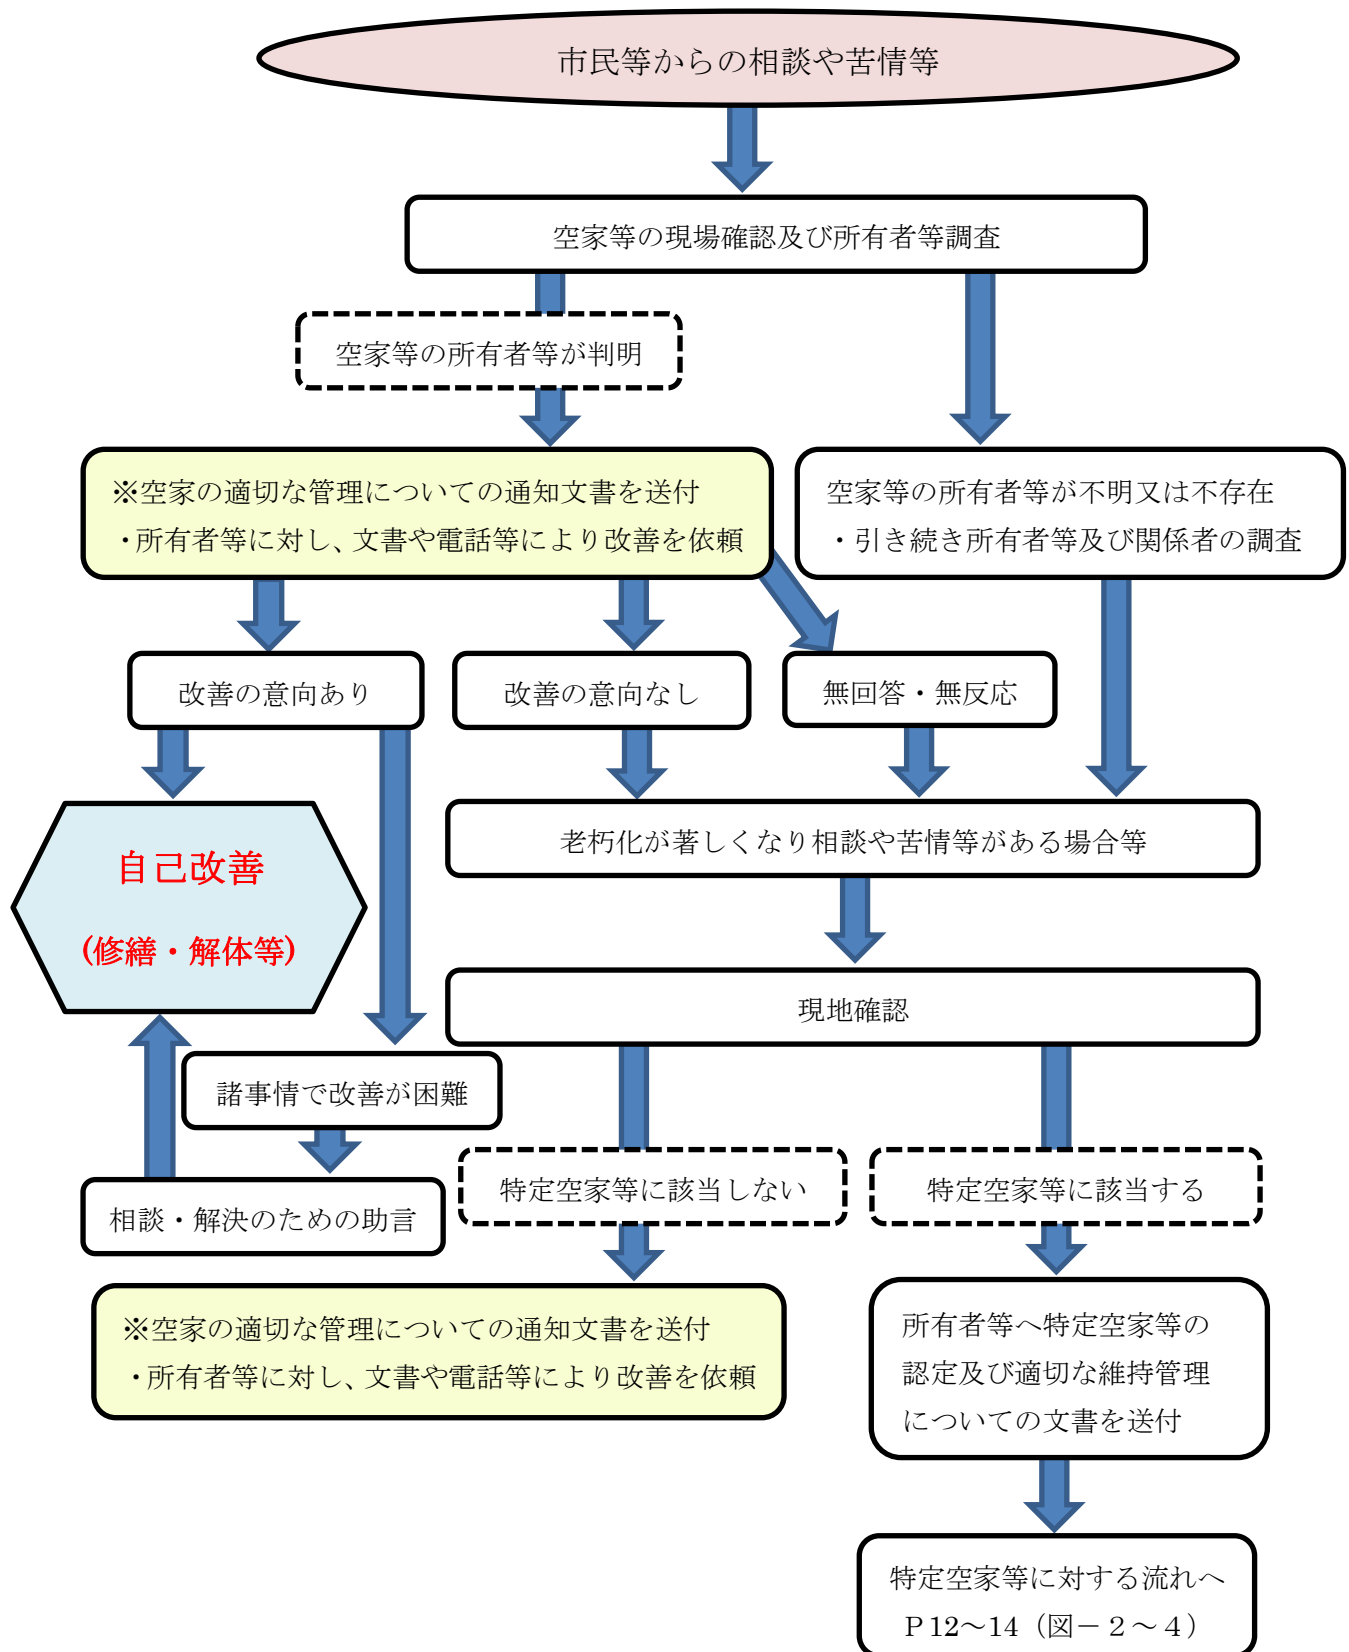 市民等からの相談や苦情等
空家等の現場確認及び所有者等調査
空家等の所有者等が判明
※空家の適切な管理についての通知文書を送付
・所有者等に対し、文書や電話等により改善を依頼
空家等の所有者等が不明又は不存在
・引き続き所有者等及び関係者の調査
改善の意向あり
改善の意向なし
無回答・無反応
自己改善
(修繕・解体等)
老朽化が著しくなり相談や苦情等がある場合等
現地確認
諸事情で改善が困難
相談・解決のための助言
特定空家等に該当しない
特定空家等に該当する
※空家の適切な管理についての通知文書を送付
・所有者等に対し、文書や電話等により改善を依頼
所有者等へ特定空家等の
認定及び適切な維持管理
についての文書を送付
特定空家等に対する流れへ
Ｐ12～14（図－２～４）